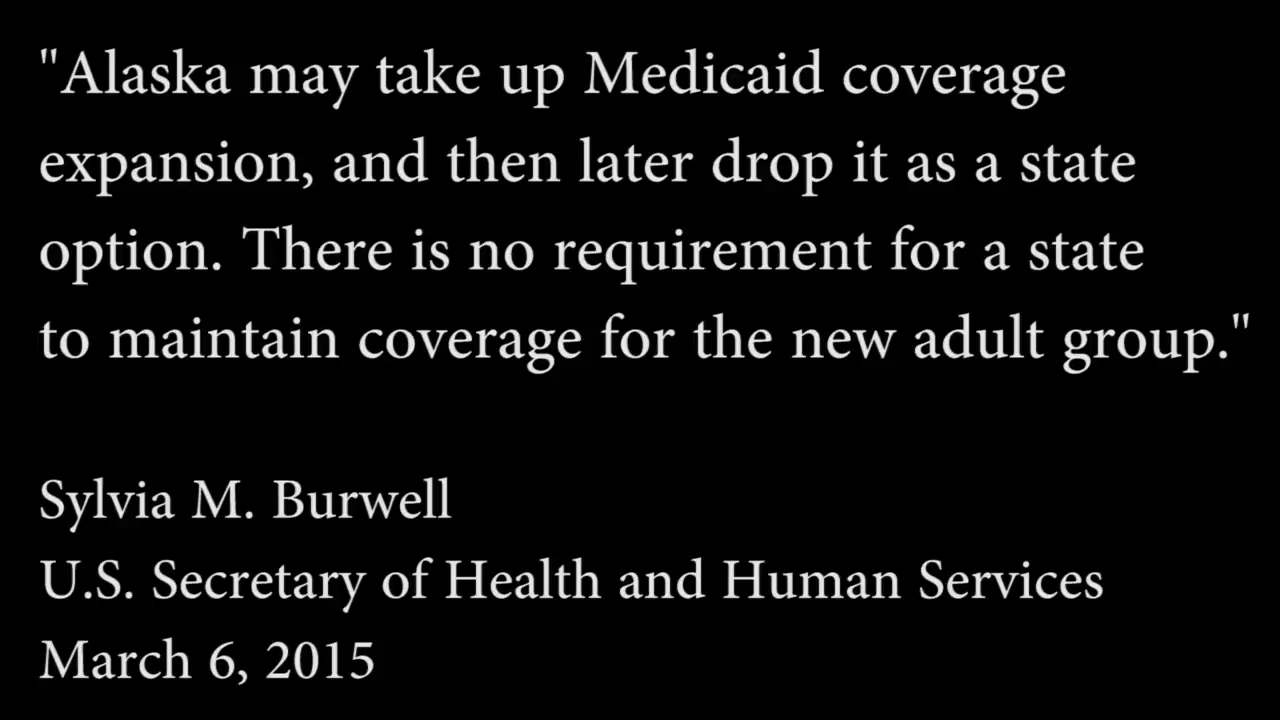 "Alaska may take up Medicaid coverage
expansion, and then later drop it as a state
option. There is no requirement for a state
to maintain coverage for the new adult group."
Sylvia M. Burwell
U.S. Secretary of Health and Human Services
March 6, 2015